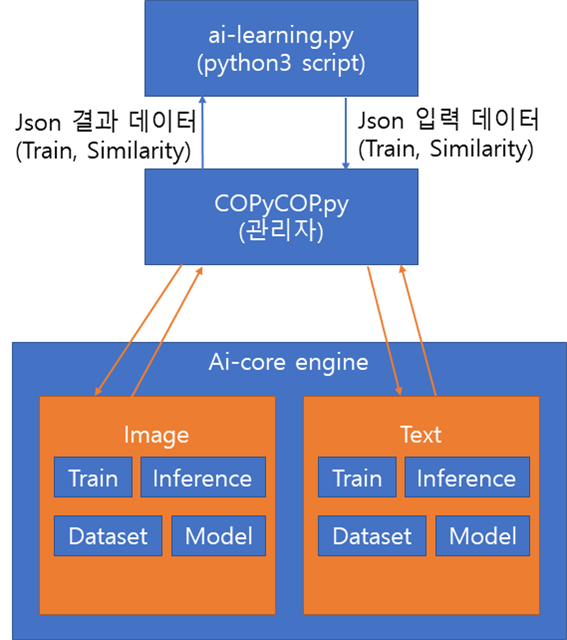 ai-learning.py
(python3 script)
Json 결과 데이터
(Train, Similarity)
Json 입력 데이터
(Train, Similarity)
COPyCOP.py
(관리자)
Ai-core engine
Image
Train
Inference
Dataset
Model
Text
Train
Inference
Dataset
Model